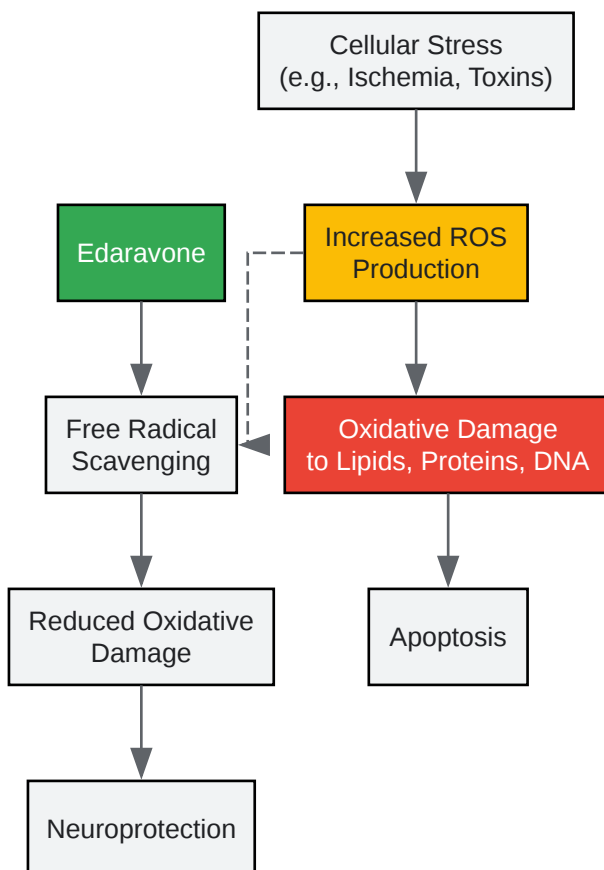 Cellular Stress
(e.g., Ischemia, Toxins)
Edaravone
Increased ROS
Production
Free Radical
Scavenging
Oxidative Damage
to Lipids, Proteins, DNA
Reduced Oxidative
Damage
Apoptosis
Neuroprotection